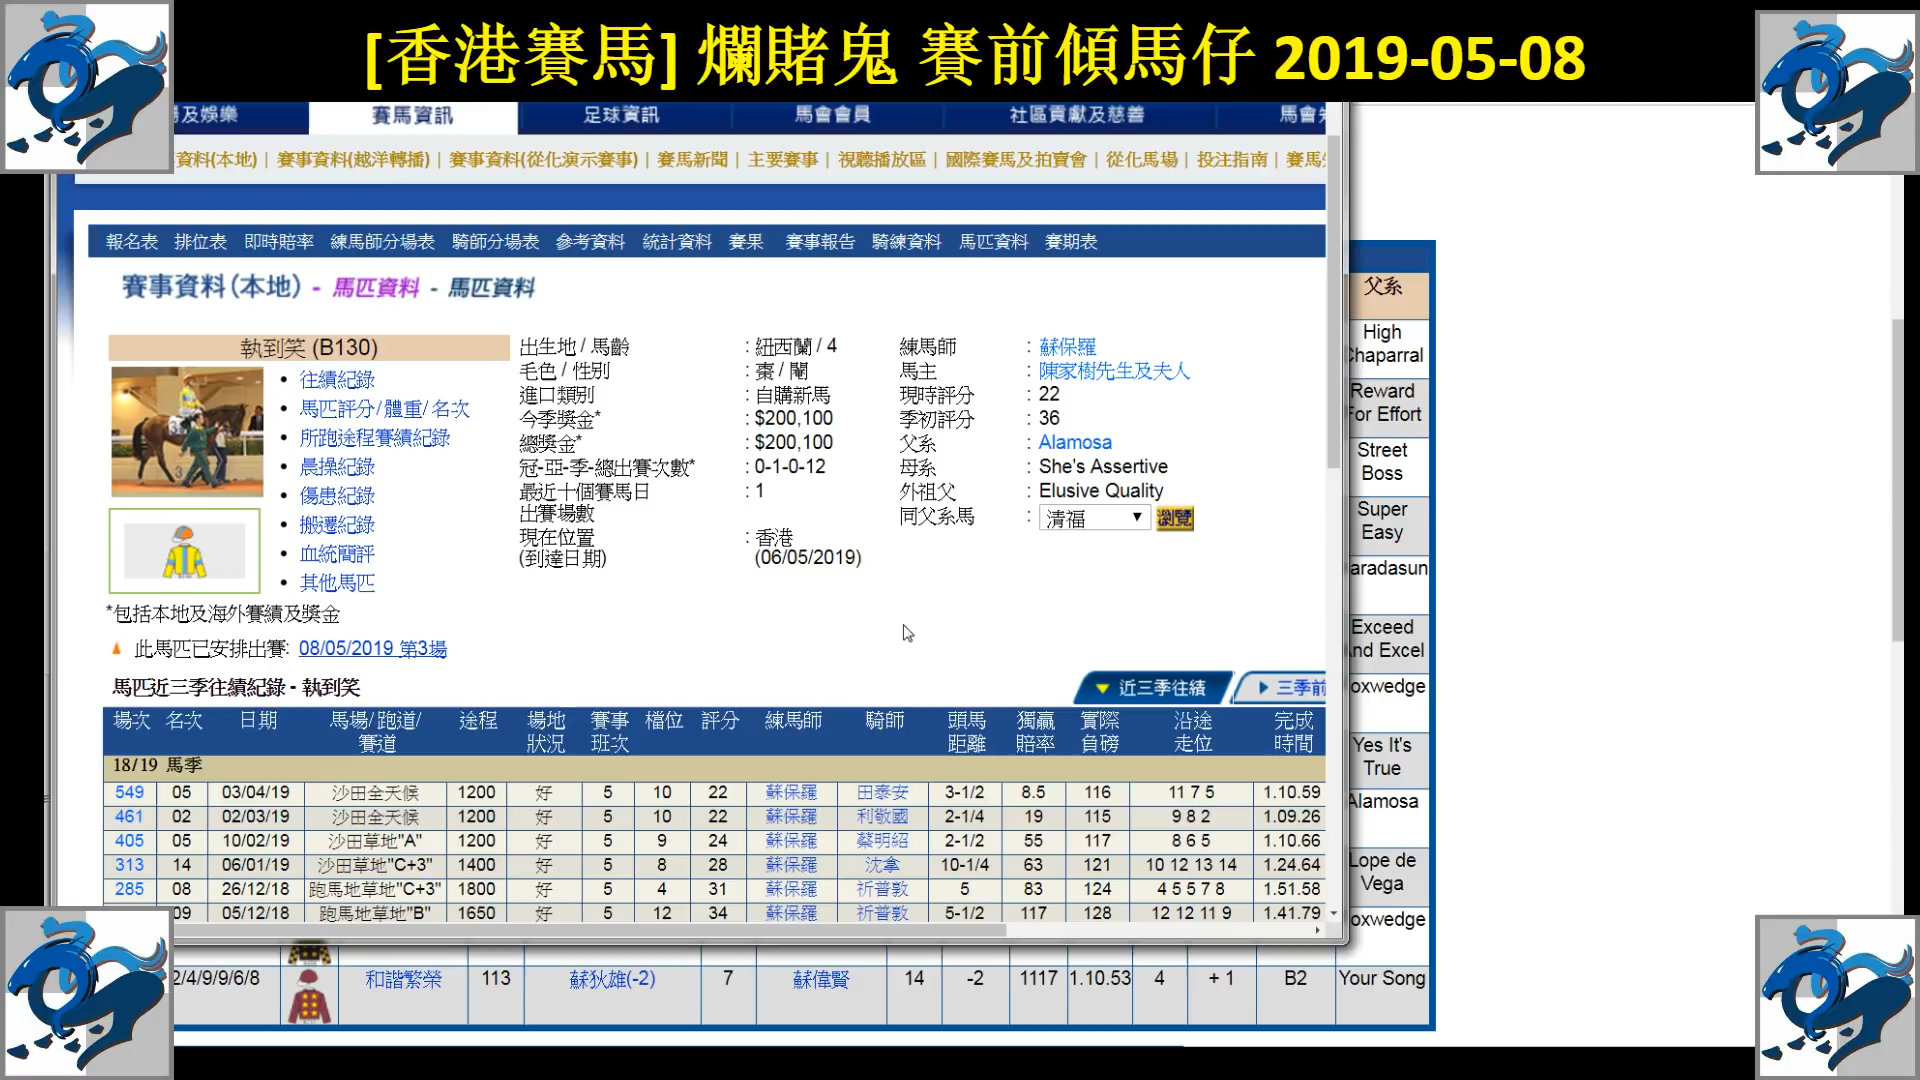 [香港賽馬] 爛賭鬼 賽前傾馬仔 2019-05-08
及娛樂 賽馬資訊 足球資訊 馬會會員 社區貢獻及慈善 馬會
資料(本地) | 賽事資料(越洋轉播) | 賽事資料(從化演示賽事) | 賽馬新聞 | 主要賽事 | 視聽播放區 | 國際賽馬及拍賣會 | 從化馬場 | 投注指南 | 賽馬
報名表 排位表 即時賠率 練馬師分場表 騎師分場表 參考資料 統計資料 賽果 賽事報告 騎練資料 馬匹資料 賽期表
賽事資料(本地) - 馬匹資料 - 馬匹資料
執到笑 (B130)
往績紀錄
馬匹評分/體重/名次
所跑途程賽績紀錄
晨操紀錄
傷患紀錄
搬遷紀錄
血統簡評
其他馬匹
出生地 / 馬齡 : 紐西蘭 / 4
毛色 / 性別 : 棗 / 閹
進口類別 : 自購新馬
今季獎金* : $200,100
總獎金* : $200,100
冠-亞-季-總出賽次數* : 0-1-0-12
最近十個賽馬日 : 1
出賽場數
現在位置 : 香港
(到達日期) (06/05/2019)
練馬師 : 蘇保羅
馬主 : 陳家樹先生及夫人
現時評分 : 22
季初評分 : 36
父系 : Alamosa
母系 : She's Assertive
外祖父 : Elusive Quality
同父系馬 : 清福 瀏覽
*包括本地及海外賽績及獎金
此馬匹已安排出賽: 08/05/2019 第3場
馬匹近三季往績紀錄 - 執到笑
近三季往績 三季前
場次 名次 日期 馬場/跑道/賽道 途程 場地狀況 賽事班次 檔位 評分 練馬師 騎師 頭馬距離 獨贏賠率 實際負磅 沿途走位 完成時間
18/19 馬季
549 05 03/04/19 沙田全天候 1200 好 5 10 22 蘇保羅 田泰安 3-1/2 8.5 116 11 7 5 1.10.59
461 02 02/03/19 沙田全天候 1200 好 5 10 22 蘇保羅 利敬國 2-1/4 19 115 9 8 2 1.09.26
405 05 10/02/19 沙田草地"A" 1200 好 5 9 24 蘇保羅 蔡明紹 2-1/2 55 117 8 6 5 1.10.66
313 14 06/01/19 沙田草地"C+3" 1400 好 5 8 28 蘇保羅 沈拿 10-1/4 63 121 10 12 13 14 1.24.64
285 08 26/12/18 跑馬地草地"C+3" 1800 好 5 4 31 蘇保羅 祈普敦 5 83 124 4 5 5 7 8 1.51.58
09 05/12/18 跑馬地草地"B" 1650 好 5 12 34 蘇保羅 祈普敦 5-1/2 117 128 12 12 11 9 1.41.79
父系
High
Chaparral
Reward
For Effort
Street
Boss
Super
Easy
aradasun
Exceed
And Excel
oxwedge
Yes It's
True
Alamosa
Lope de
Vega
oxwedge
2/4/9/9/6/8 和諧繁榮 113 蘇狄雄(-2) 7 蘇偉賢 14 -2 1117 1.10.53 4 + 1 B2 Your Song